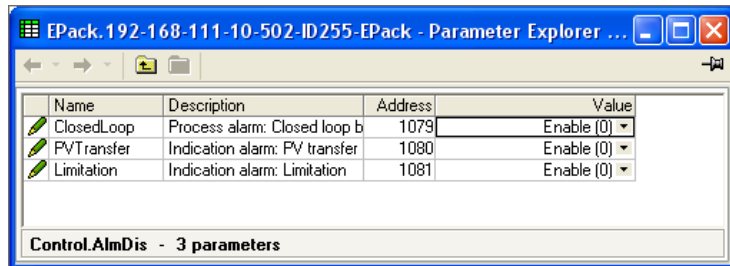 EPack.192-168-111-10-502-ID255-EPack - Parameter Explorer ...
Name Description Address Value
ClosedLoop Process alarm: Closed loop b 1079 Enable (0)
PVTransfer Indication alarm: PV transfer 1080 Enable (0)
Limitation Indication alarm: Limitation 1081 Enable (0)
Control.AlmDis - 3 parameters